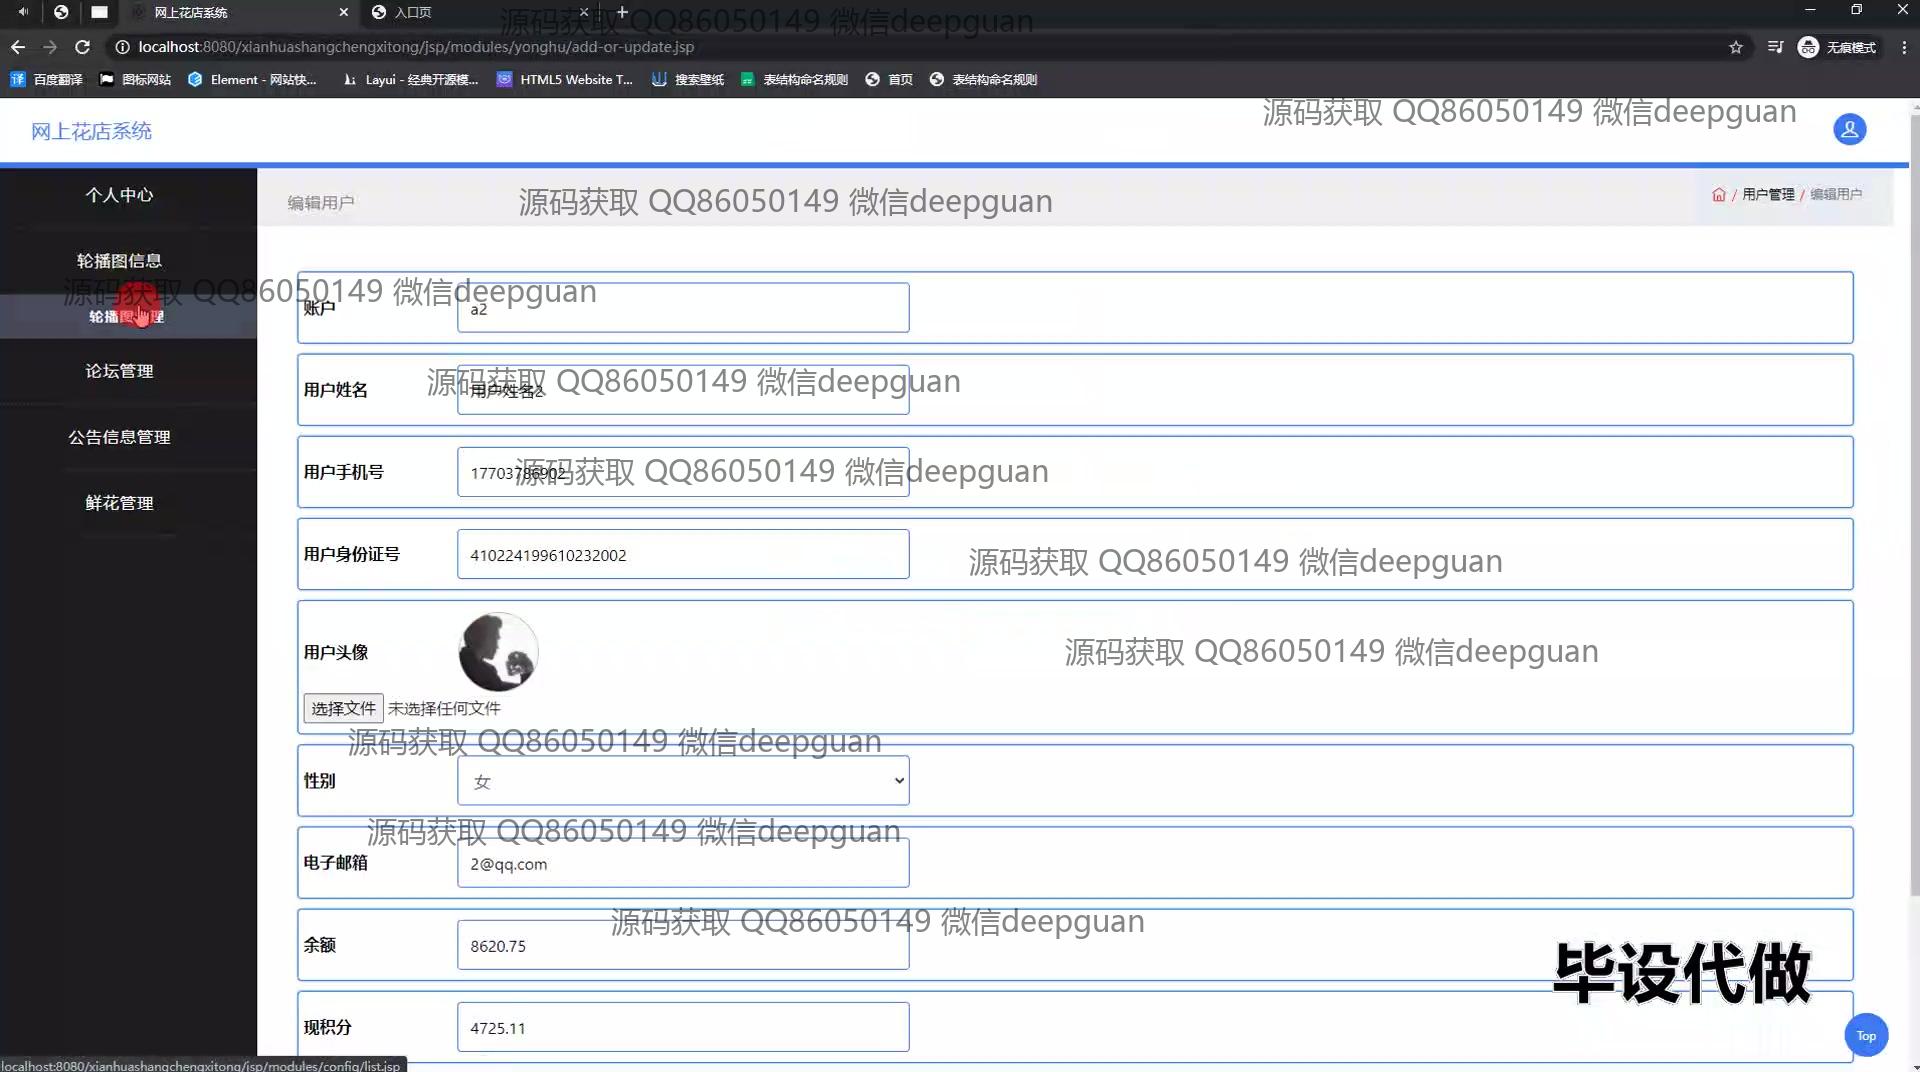 网上花店系统
入口页
源码获取 QQ86050149 微信deepguan
localhost:8080/xianhuashangchengxitong/jsp/modules/yonghu/add-or-update.jsp
无痕模式
百度翻译
图标网站
Element - 网站快...
Layui - 经典开源模...
HTML5 Website T...
搜索壁纸
表结构命名规则
首页
表结构命名规则
源码获取 QQ86050149 微信deepguan
网上花店系统
个人中心
编辑用户
源码获取 QQ86050149 微信deepguan
/ 用户管理 / 编辑用户
轮播图信息
源码获取 QQ86050149 微信deepguan
轮播图管理
账户
a2
论坛管理
用户姓名
用户姓名2
源码获取 QQ86050149 微信deepguan
公告信息管理
用户手机号
17703786902
源码获取 QQ86050149 微信deepguan
鲜花管理
用户身份证号
410224199610232002
源码获取 QQ86050149 微信deepguan
用户头像
源码获取 QQ86050149 微信deepguan
选择文件 未选择任何文件
源码获取 QQ86050149 微信deepguan
性别
女
源码获取 QQ86050149 微信deepguan
电子邮箱
2@qq.com
源码获取 QQ86050149 微信deepguan
余额
8620.75
毕设代做
现积分
4725.11
Top
localhost:8080/xianhuashangchengxitong/jsp/modules/config/list.jsp